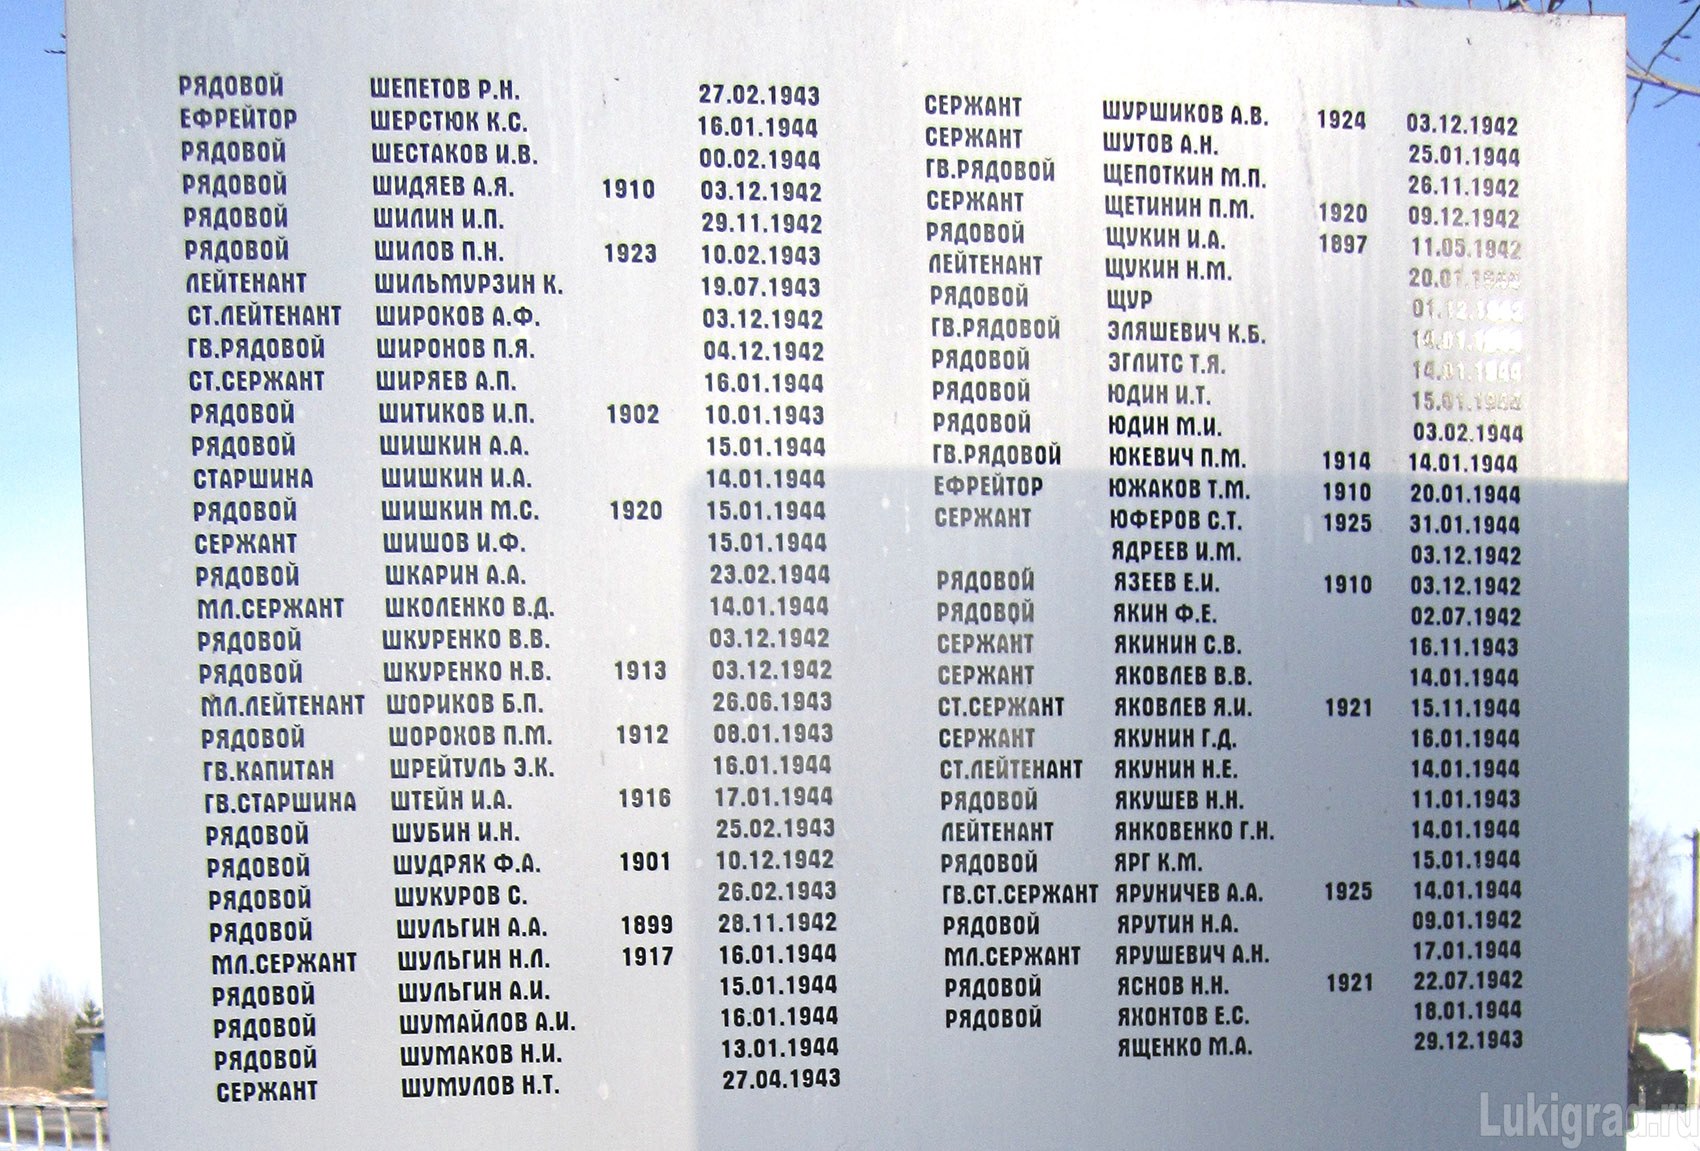 РЯДОВОЙ ШЕПЕТОВ Р.Н. 27.02.1943
ЕФРЕЙТОР ШЕРСТЮК К.С. 16.01.1944
РЯДОВОЙ ШЕСТАКОВ И.В. 00.02.1944
РЯДОВОЙ ШИДЯЕВ А.Я. 1910 03.12.1942
РЯДОВОЙ ШИЛИН И.П. 29.11.1942
РЯДОВОЙ ШИЛОВ П.Н. 1923 10.02.1943
ЛЕЙТЕНАНТ ШИЛЬМУРЗИН К. 19.07.1943
СТ.ЛЕЙТЕНАНТ ШИРОКОВ А.Ф. 03.12.1942
ГВ.РЯДОВОЙ ШИРОНОВ П.Я. 04.12.1942
СТ.СЕРЖАНТ ШИРЯЕВ А.П. 16.01.1944
РЯДОВОЙ ШИТИКОВ И.П. 1902 10.01.1943
РЯДОВОЙ ШИШКИН А.А. 15.01.1944
СТАРШИНА ШИШКИН И.А. 14.01.1944
РЯДОВОЙ ШИШКИН М.С. 1920 15.01.1944
СЕРЖАНТ ШИШОВ И.Ф. 15.01.1944
РЯДОВОЙ ШКАРИН А.А. 23.02.1944
МЛ.СЕРЖАНТ ШКОЛЕНКО В.Д. 14.01.1944
РЯДОВОЙ ШКУРЕНКО В.В. 03.12.1942
РЯДОВОЙ ШКУРЕНКО Н.В. 1913 03.12.1942
МЛ.ЛЕЙТЕНАНТ ШОРИКОВ Б.П. 26.06.1943
РЯДОВОЙ ШОРОХОВ П.М. 1912 08.01.1943
ГВ.КАПИТАН ШРЕЙТУЛЬ Э.К. 16.01.1944
ГВ.СТАРШИНА ШТЕЙН И.А. 1916 17.01.1944
РЯДОВОЙ ШУБИН И.Н. 25.02.1943
РЯДОВОЙ ШУДРЯК Ф.А. 1901 10.12.1942
РЯДОВОЙ ШУКУРОВ С. 26.02.1943
РЯДОВОЙ ШУЛЬГИН А.А. 1899 28.11.1942
МЛ.СЕРЖАНТ ШУЛЬГИН Н.Л. 1917 16.01.1944
РЯДОВОЙ ШУЛЬГИН А.И. 15.01.1944
РЯДОВОЙ ШУМАЙЛОВ А.И. 16.01.1944
РЯДОВОЙ ШУМАКОВ Н.И. 13.01.1944
СЕРЖАНТ ШУМУЛОВ Н.Т. 27.04.1943
СЕРЖАНТ ШУРШИКОВ А.В. 1924 03.12.1942
СЕРЖАНТ ШУТОВ А.Н. 25.01.1944
ГВ.РЯДОВОЙ ЩЕПОТКИН М.П. 26.11.1942
СЕРЖАНТ ЩЕТИНИН П.М. 1920 09.12.1942
РЯДОВОЙ ЩУКИН И.А. 1897 11.05.1942
ЛЕЙТЕНАНТ ЩУКИН Н.М.
РЯДОВОЙ ЩУР
ГВ.РЯДОВОЙ ЭЛЯШЕВИЧ К.Б. 14.01.1944
РЯДОВОЙ ЭГЛИТС Т.Я. 14.01.1944
РЯДОВОЙ ЮДИН И.Т. 15.01.1944
РЯДОВОЙ ЮДИН М.И. 03.02.1944
ГВ.РЯДОВОЙ ЮКЕВИЧ П.М. 1914 14.01.1944
ЕФРЕЙТОР ЮЖАКОВ Т.М. 1910 20.01.1944
СЕРЖАНТ ЮФЕРОВ С.Т. 1925 31.01.1944
ЯДРЕЕВ И.М. 03.12.1942
РЯДОВОЙ ЯЗЕЕВ Е.И. 1910 03.12.1942
РЯДОВОЙ ЯКИН Ф.Е. 02.07.1942
СЕРЖАНТ ЯКИНИН С.В. 16.11.1943
СЕРЖАНТ ЯКОВЛЕВ В.В. 14.01.1944
СТ.СЕРЖАНТ ЯКОВЛЕВ Я.И. 1921 15.11.1944
СЕРЖАНТ ЯКУНИН Г.Д. 16.01.1944
СТ.ЛЕЙТЕНАНТ ЯКУНИН Н.Е. 14.01.1944
РЯДОВОЙ ЯКУШЕВ Н.Н. 11.01.1943
ЛЕЙТЕНАНТ ЯНКОВЕНКО Г.Н. 14.01.1944
РЯДОВОЙ ЯРГ К.М. 15.01.1944
ГВ.СТ.СЕРЖАНТ ЯРУНИЧЕВ А.А. 1925 14.01.1944
РЯДОВОЙ ЯРУТИН Н.А. 09.01.1942
МЛ.СЕРЖАНТ ЯРУШЕВИЧ А.Н. 17.01.1944
РЯДОВОЙ ЯСНОВ Н.Н. 1921 22.07.1942
РЯДОВОЙ ЯХОНТОВ Е.С. 18.01.1944
ЯЩЕНКО М.А. 29.12.1943
Lukigrad.ru